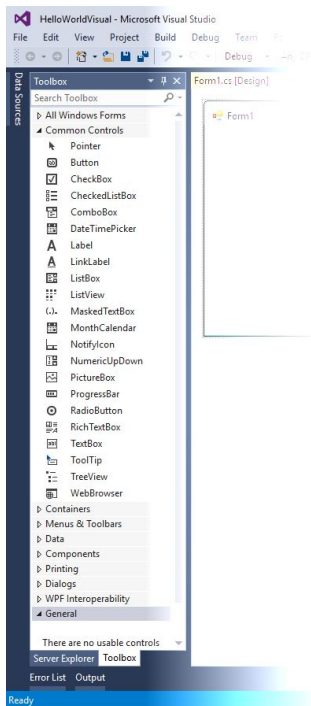 HelloWorldVisual - Microsoft Visual Studio
File Edit View Project Build Debug Team
Debug
Data Sources
Toolbox
Form1.cs [Design]
Search Toolbox
Form1
All Windows Forms
Common Controls
Pointer
Button
CheckBox
CheckedListBox
ComboBox
DateTimePicker
A Label
A LinkLabel
ListBox
ListView
(.). MaskedTextBox
MonthCalendar
NotifyIcon
NumericUpDown
PictureBox
ProgressBar
RadioButton
RichTextBox
TextBox
ToolTip
TreeView
WebBrowser
Containers
Menus & Toolbars
Data
Components
Printing
Dialogs
WPF Interoperability
General
There are no usable controls
Server Explorer Toolbox
Error List Output
Ready